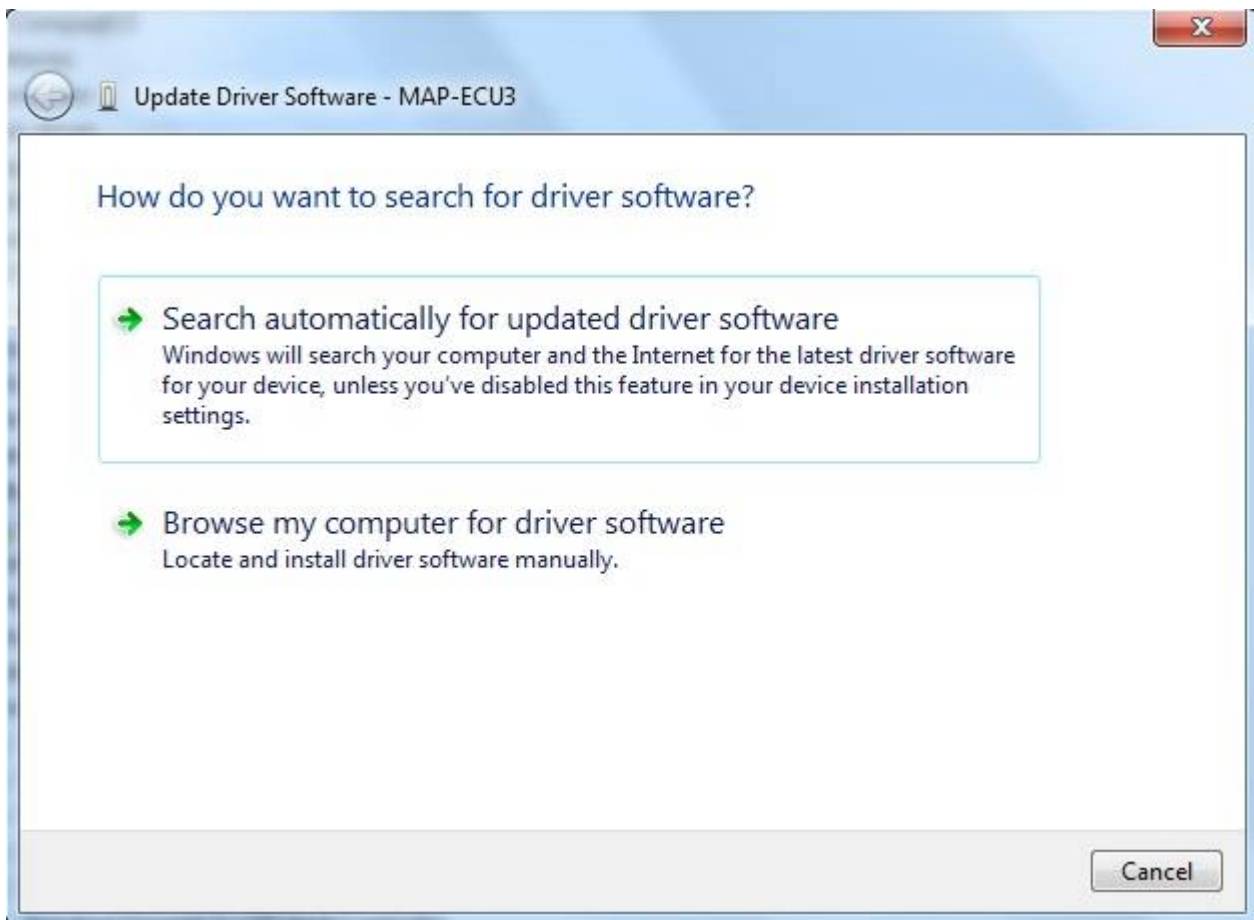 Update Driver Software - MAP-ECU3
How do you want to search for driver software?
Search automatically for updated driver software
Windows will search your computer and the Internet for the latest driver software
for your device, unless you've disabled this feature in your device installation
settings.
Browse my computer for driver software
Locate and install driver software manually.
Cancel